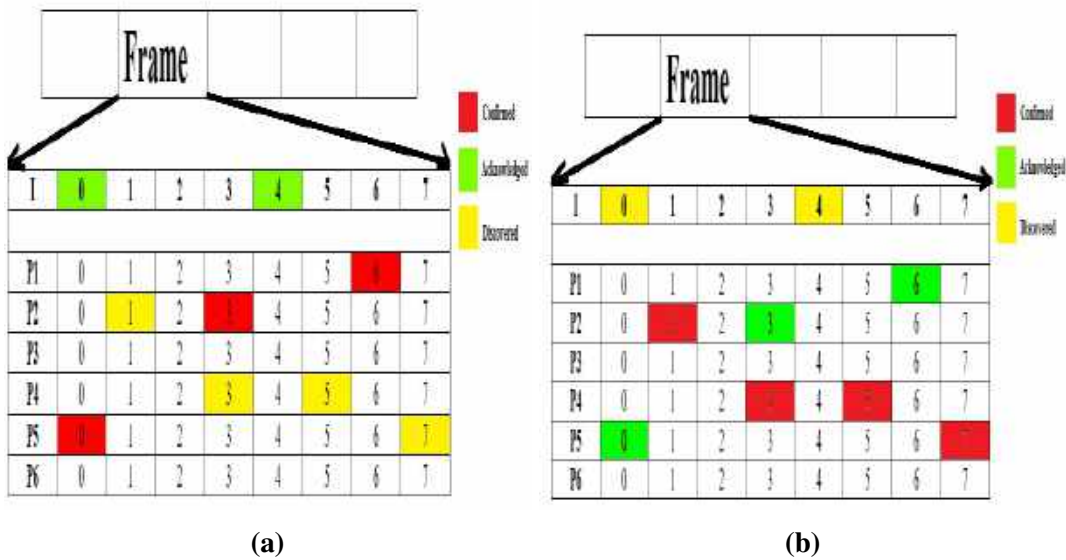 Frame
Confirmed
Acknowledged
Discovered
I 0 1 2 3 4 5 6 7
P1 0 1 2 3 4 5 6 7
P2 0 1 2 3 4 5 6 7
P3 0 1 2 3 4 5 6 7
P4 0 1 2 3 4 5 6 7
P5 0 1 2 3 4 5 6 7
P6 0 1 2 3 4 5 6 7
(a)
Frame
Confirmed
Acknowledged
Discovered
I 0 1 2 3 4 5 6 7
P1 0 1 2 3 4 5 6 7
P2 0 2 3 4 5 6 7
P3 0 1 2 3 4 5 6 7
P4 0 1 2 4 6 7
P5 0 1 2 3 4 5 6
P6 0 1 2 3 4 5 6 7
(b)